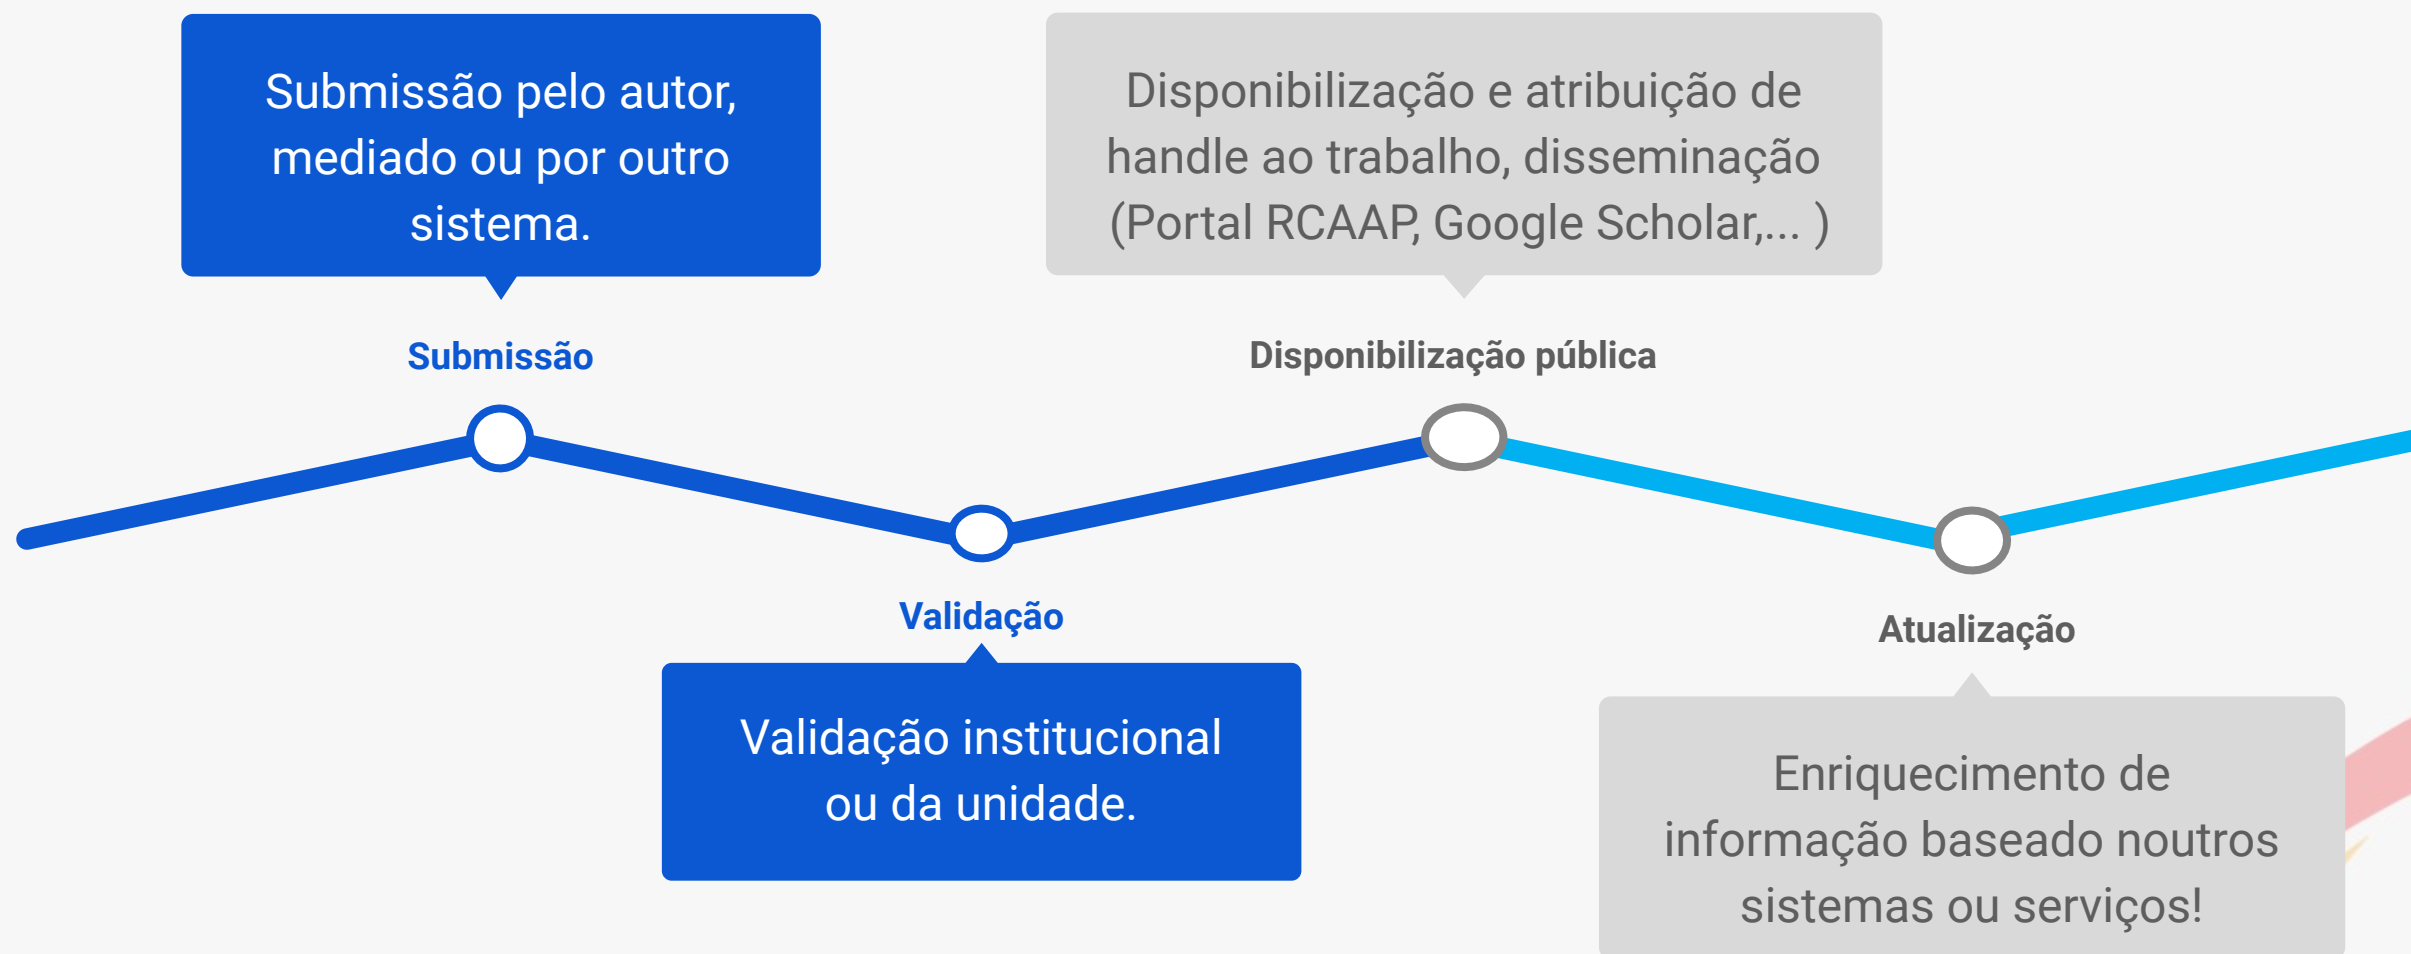 Submissão pelo autor,
mediado ou por outro
sistema.
Submissão
Validação
Validação institucional
ou da unidade.
Disponibilização e atribuição de
handle ao trabalho, disseminação
(Portal RCAAP, Google Scholar,... )
Disponibilização pública
Atualização
Enriquecimento de
informação baseado noutros
sistemas ou serviços!